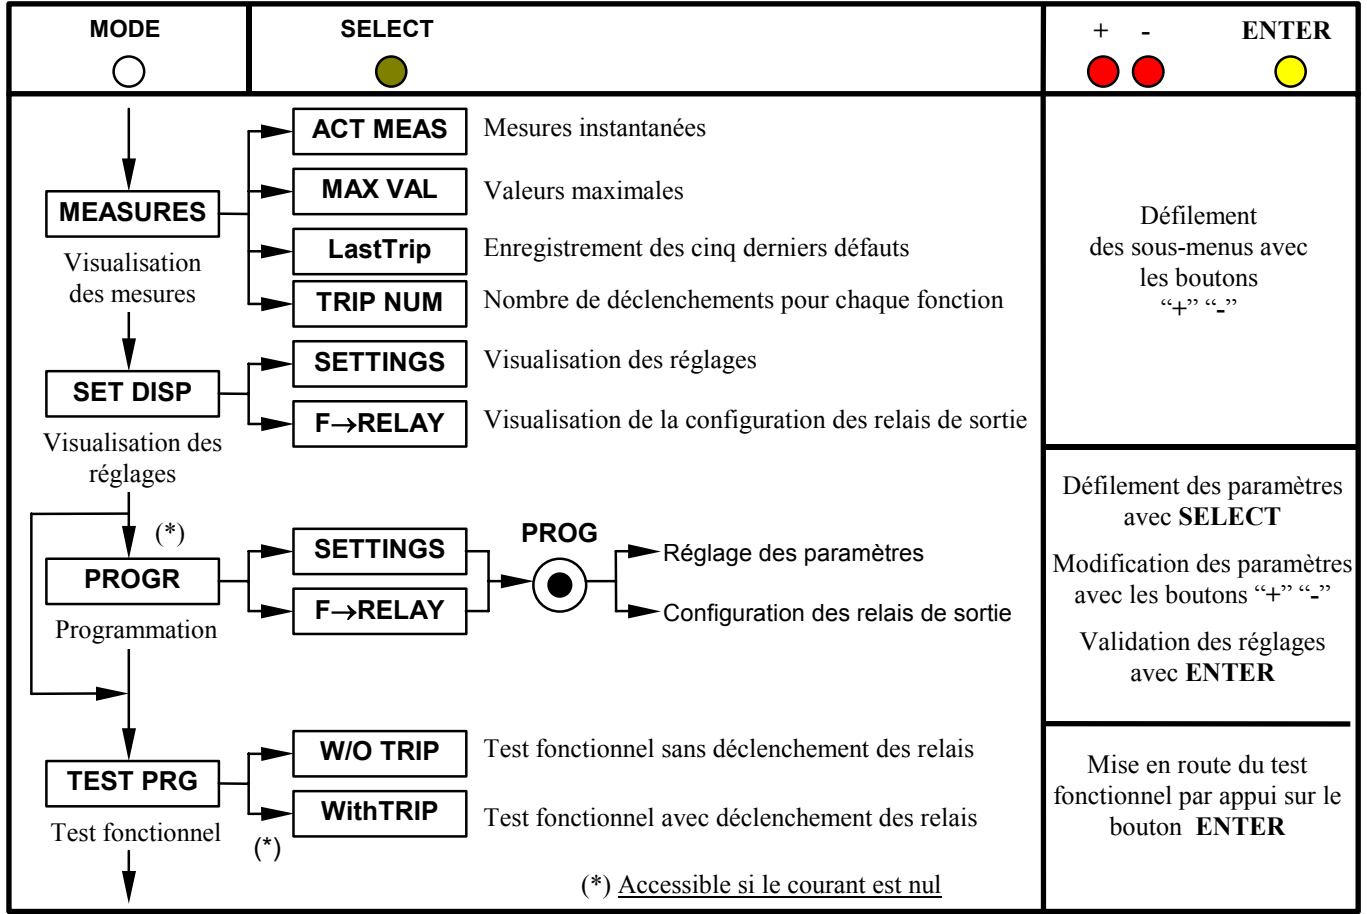 MODE
SELECT
+ - ENTER
ACT MEAS Mesures instantanées
MAX VAL Valeurs maximales
MEASURES
Visualisation
des mesures
LastTrip Enregistrement des cinq derniers défauts
TRIP NUM Nombre de déclenchements pour chaque fonction
Défilement
des sous-menus avec
les boutons
“+” “-”
SETTINGS Visualisation des réglages
SET DISP
Visualisation des
réglages
F→RELAY Visualisation de la configuration des relais de sortie
(*)
PROGR
Programmation
SETTINGS
F→RELAY
PROG
Réglage des paramètres
Configuration des relais de sortie
Défilement des paramètres
avec SELECT
Modification des paramètres
avec les boutons “+” “-”
Validation des réglages
avec ENTER
W/O TRIP Test fonctionnel sans déclenchement des relais
TEST PRG
Test fonctionnel
WithTRIP Test fonctionnel avec déclenchement des relais
(*)
Mise en route du test
fonctionnel par appui sur le
bouton ENTER
(*) Accessible si le courant est nul